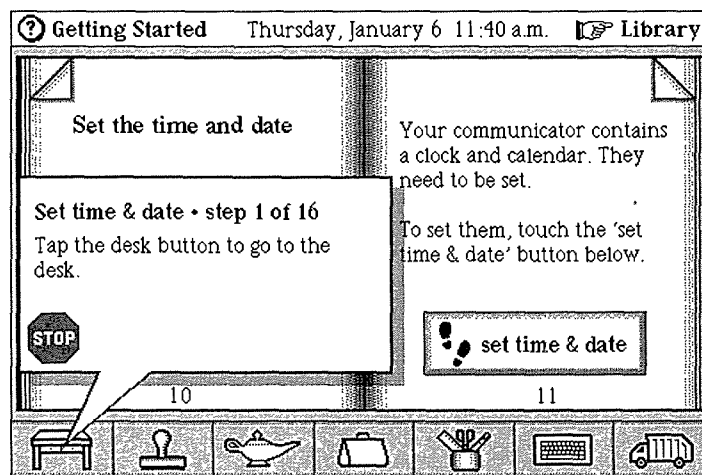 ? Getting Started Thursday, January 6 11:40 a.m. Library
Set the time and date
Set time & date • step 1 of 16
Tap the desk button to go to the
desk.
STOP
10
Your communicator contains
a clock and calendar. They
need to be set.
To set them, touch the 'set
time & date' button below.
set time & date
11